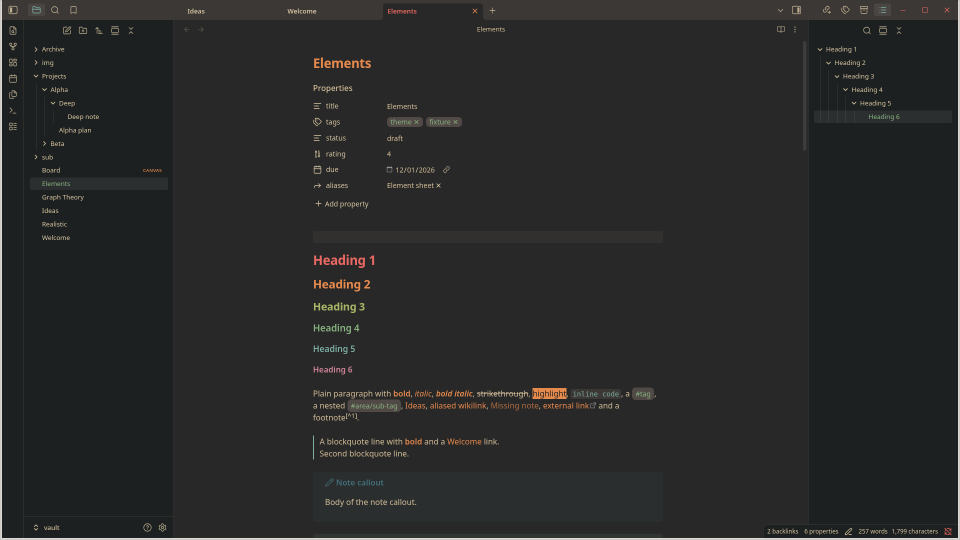 Ideas
Welcome
Elements
Elements
Archive
img
Projects
Alpha
Deep
Deep note
Alpha plan
Beta
sub
Board CANVAS
Elements
Graph Theory
Ideas
Realistic
Welcome
vault
Elements
Properties
title Elements
tags theme fixture
status draft
rating 4
due 12/01/2026
aliases Element sheet
Add property
Heading 1
Heading 2
Heading 3
Heading 4
Heading 5
Heading 6
Plain paragraph with bold, italic, bold italic, strikethrough, highlight, inline code, a #tag,
a nested #area/sub-tag, Ideas, aliased wikilink, Missing note, external link and a
footnote[^1].
A blockquote line with bold and a Welcome link.
Second blockquote line.
Note callout
Body of the note callout.
Heading 1
Heading 2
Heading 3
Heading 4
Heading 5
Heading 6
2 backlinks 6 properties 257 words 1,799 characters